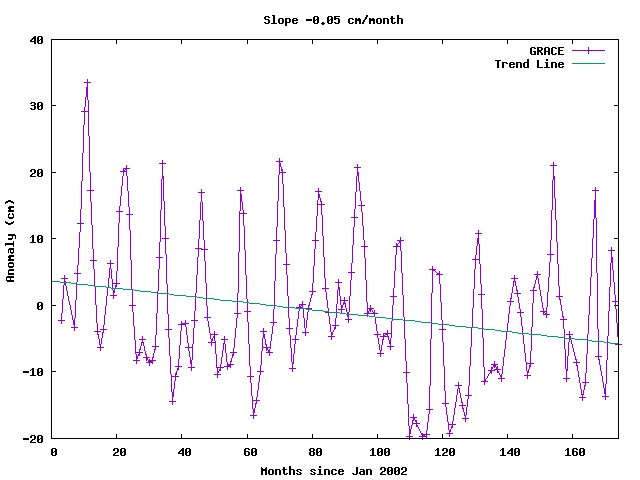 Slope -0.05 cm/month
GRACE
Trend Line
Anomaly (cm)
40
30
20
10
0
-10
-20
0 20 40 60 80 100 120 140 160
Months since Jan 2002